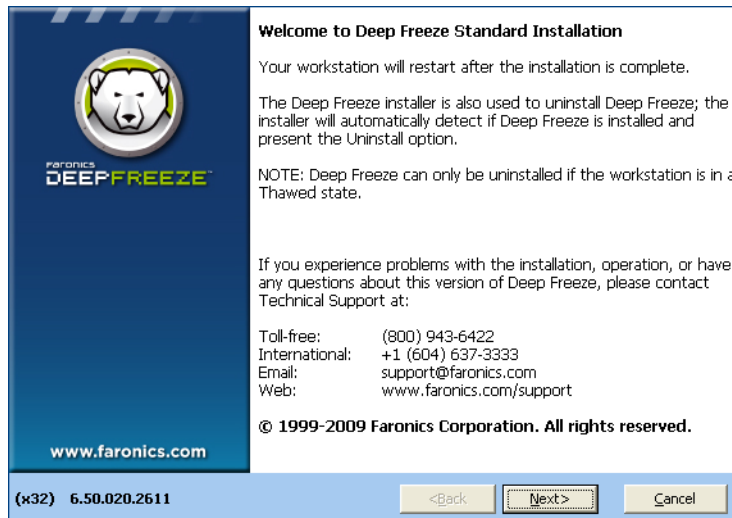 Welcome to Deep Freeze Standard Installation
Your workstation will restart after the installation is complete.
The Deep Freeze installer is also used to uninstall Deep Freeze; the
installer will automatically detect if Deep Freeze is installed and
present the Uninstall option.
NOTE: Deep Freeze can only be uninstalled if the workstation is in a
Thawed state.
If you experience problems with the installation, operation, or have
any questions about this version of Deep Freeze, please contact
Technical Support at:
Toll-free: (800) 943-6422
International: +1 (604) 637-3333
Email: support@faronics.com
Web: www.faronics.com/support
© 1999-2009 Faronics Corporation. All rights reserved.
FARONICS
DEEPFREEZE
www.faronics.com
(x32) 6.50.020.2611
<Back
Next>
Cancel